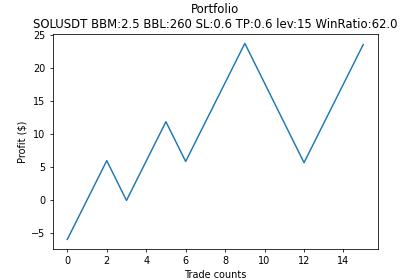 Portfolio
SOLUSDT BBM:2.5 BBL:260 SL:0.6 TP:0.6 lev:15 WinRatio:62.0
25
20
15
10
5
0
−5
Profit ($)
0 2 4 6 8 10 12 14
Trade counts